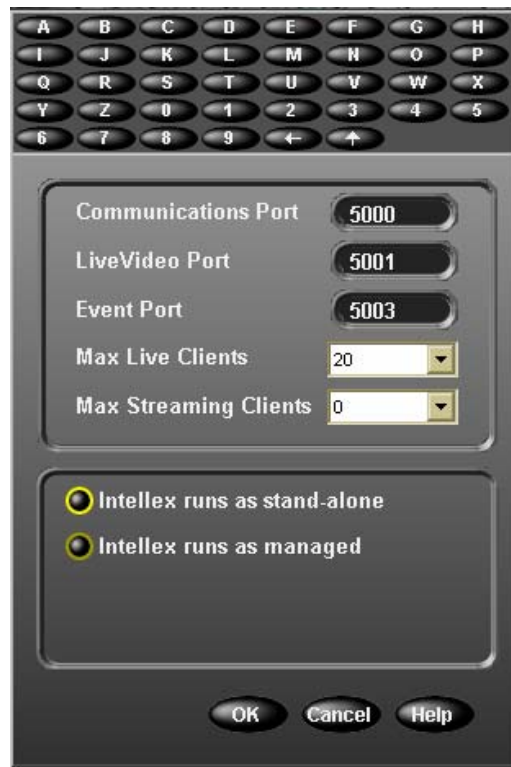 A B C D E F G H
I J K L M N O P
Q R S T U V W X
Y Z 0 1 2 3 4 5
6 7 8 9 ← ↑
Communications Port 5000
LiveVideo Port 5001
Event Port 5003
Max Live Clients 20
Max Streaming Clients 0
Intellex runs as stand-alone
Intellex runs as managed
OK Cancel Help